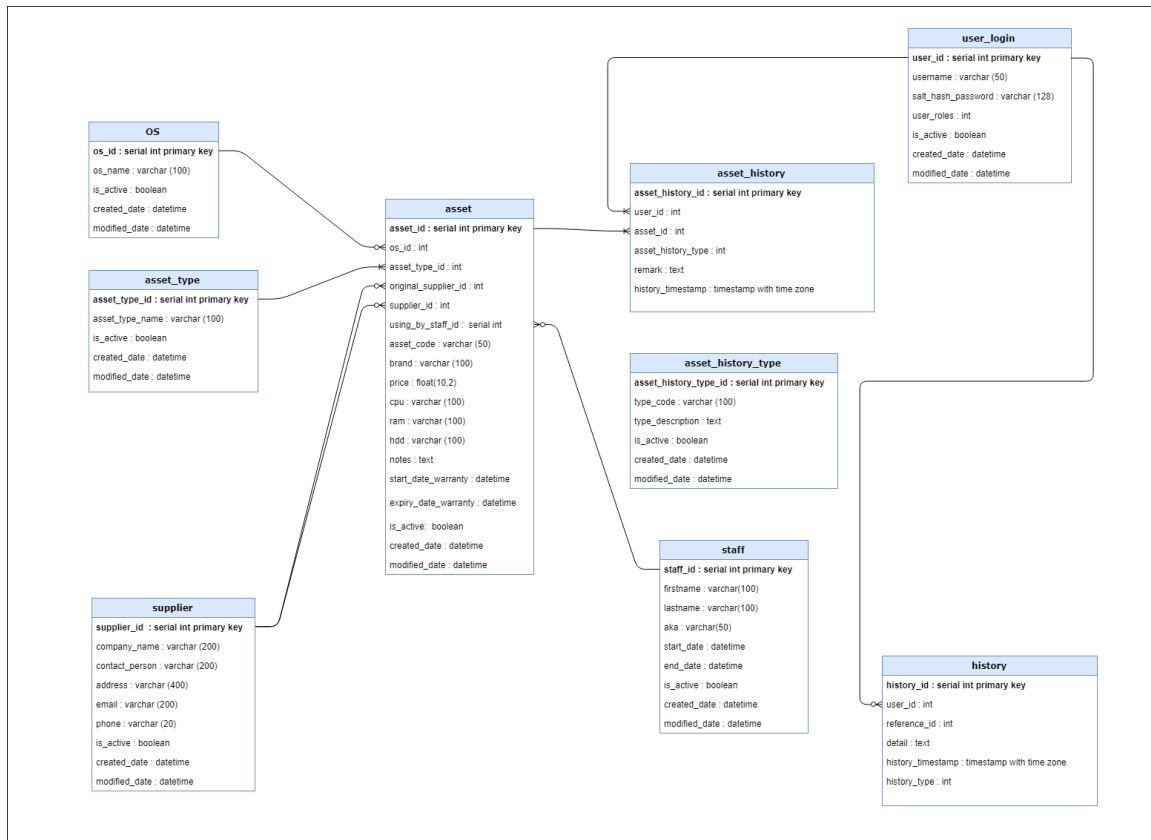 user_login
user_id : serial int primary key
username : varchar (50)
salt_hash_password : varchar (128)
user_roles : int
is_active : boolean
created_date : datetime
modified_date : datetime
OS
os_id : serial int primary key
os_name : varchar (100)
is_active : boolean
created_date : datetime
modified_date : datetime
asset_history
asset_history_id : serial int primary key
user_id : int
asset_id : int
asset_history_type : int
remark : text
history_timestamp : timestamp with time zone
asset
asset_id : serial int primary key
os_id : int
asset_type_id : int
original_supplier_id : int
supplier_id : int
using_by_staff_id : serial int
asset_code : varchar (50)
brand : varchar (100)
price : float(10,2)
cpu : varchar (100)
ram : varchar (100)
hdd : varchar (100)
notes : text
start_date_warranty : datetime
expiry_date_warranty : datetime
is_active: boolean
created_date : datetime
modified_date : datetime
asset_type
asset_type_id : serial int primary key
asset_type_name : varchar (100)
is_active : boolean
created_date : datetime
modified_date : datetime
asset_history_type
asset_history_type_id : serial int primary key
type_code : varchar (100)
type_description : text
is_active : boolean
created_date : datetime
modified_date : datetime
staff
staff_id : serial int primary key
firstname : varchar(100)
lastname : varchar(100)
aka : varchar(50)
start_date : datetime
end_date : datetime
is_active : boolean
created_date : datetime
modified_date : datetime
supplier
supplier_id : serial int primary key
company_name : varchar (200)
contact_person : varchar (200)
address : varchar (400)
email : varchar (200)
phone : varchar (20)
is_active : boolean
created_date : datetime
modified_date : datetime
history
history_id : serial int primary key
user_id : int
reference_id : int
detail : text
history_timestamp : timestamp with time zone
history_type : int